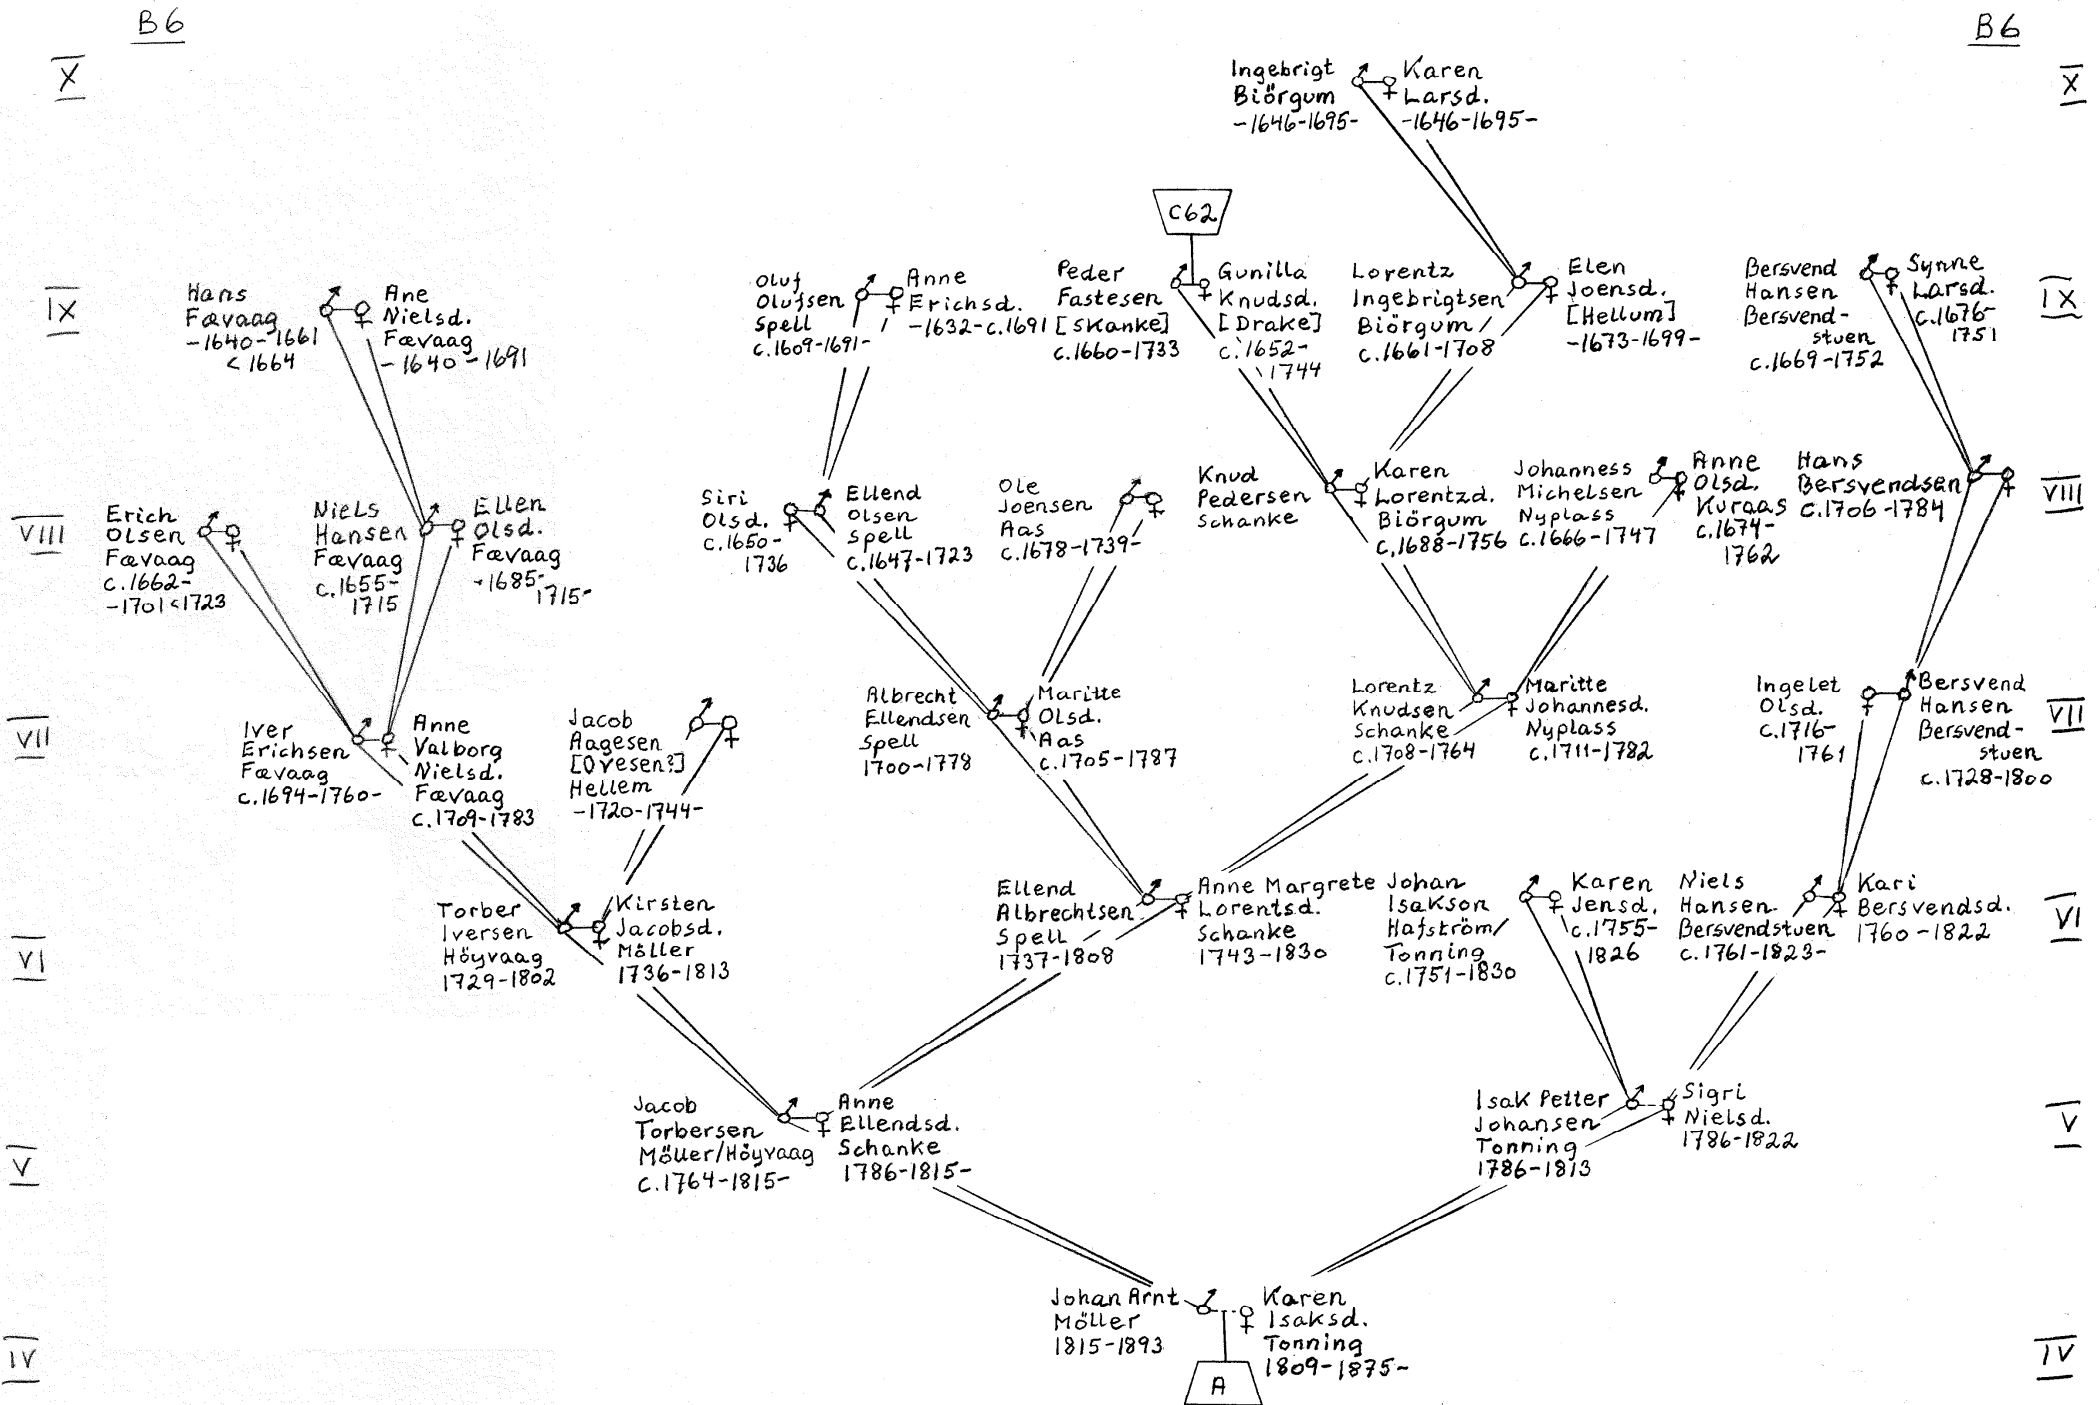 B6
B6
X
X
Ingebrigt
Biörgum
-1646-1695-
Karen
Larsd.
-1646-1695-
C62
IX
IX
Hans
Fævaag
-1640-1661
<1664
Ane
Nielsd.
Fævaag
-1640-1691
Oluf
Olufsen
Spell
c.1609-1691-
Anne
Erichsd.
-1632-c.1691
Peder
Fastesen
[Skanke]
c.1660-1733
Gunilla
Knudsd.
[Drake]
c.1652-
1744
Lorentz
Ingebrigtsen
Biörgum
c.1661-1708
Elen
Joensd.
[Hellum]
-1673-1699-
Bersvend
Hansen
Bersvend-
stuen
c.1669-1752
Synne
Larsd.
c.1676-
1751
VIII
VIII
Erich
Olsen
Fævaag
c.1662-
-1701<1723
Niels
Hansen
Fævaag
c.1655-
1715
Ellen
Olsd.
Fævaag
-1685-
1715-
Siri
Olsd.
c.1650-
1736
Ellend
Olsen
Spell
c.1647-1723
Ole
Joensen
Aas
c.1678-1739-
Knud
Pedersen
Schanke
Karen
Lorentzd.
Biörgum
c.1688-1756
Johanness
Michelsen
Nyplass
c.1666-1747
Anne
Olsd.
Kuraas
c.1674-
1762
Hans
Bersvendsen
c.1706-1784
VII
VII
Iver
Erichsen
Fævaag
c.1694-1760-
Anne
Valborg
Nielsd.
Fævaag
c.1709-1783
Jacob
Aagesen
[Ovesen?]
Hellem
-1720-1744-
Albrecht
Ellendsen
Spell
1700-1778
Maritte
Olsd.
Aas
c.1705-1787
Lorentz
Knudsen
Schanke
c.1708-1764
Maritte
Johannesd.
Nyplass
c.1711-1782
Ingelet
Olsd.
c.1716-
1761
Bersvend
Hansen
Bersvend-
stuen
c.1728-1800
VI
VI
Torber
Iversen
Höyvaag
1729-1802
Kirsten
Jacobsd.
Möller
1736-1813
Ellend
Albrechtsen
Spell
1737-1808
Anne Margrete
Lorentsd.
Schanke
1743-1830
Johan
Isakson
Hafström/
Tonning
c.1751-1830
Karen
Jensd.
c.1755-
1826
Niels
Hansen
Bersvendstuen
c.1761-1823-
Kari
Bersvendsd.
1760-1822
V
V
Jacob
Torbersen
Möller/Höyvaag
c.1764-1815-
Anne
Ellendsd.
Schanke
1786-1815-
Isak Petter
Johansen
Tonning
1786-1813
Sigri
Nielsd.
1786-1822
IV
IV
Johan Arnt
Möller
1815-1893
Karen
Isaksd.
Tonning
1809-1875-
A